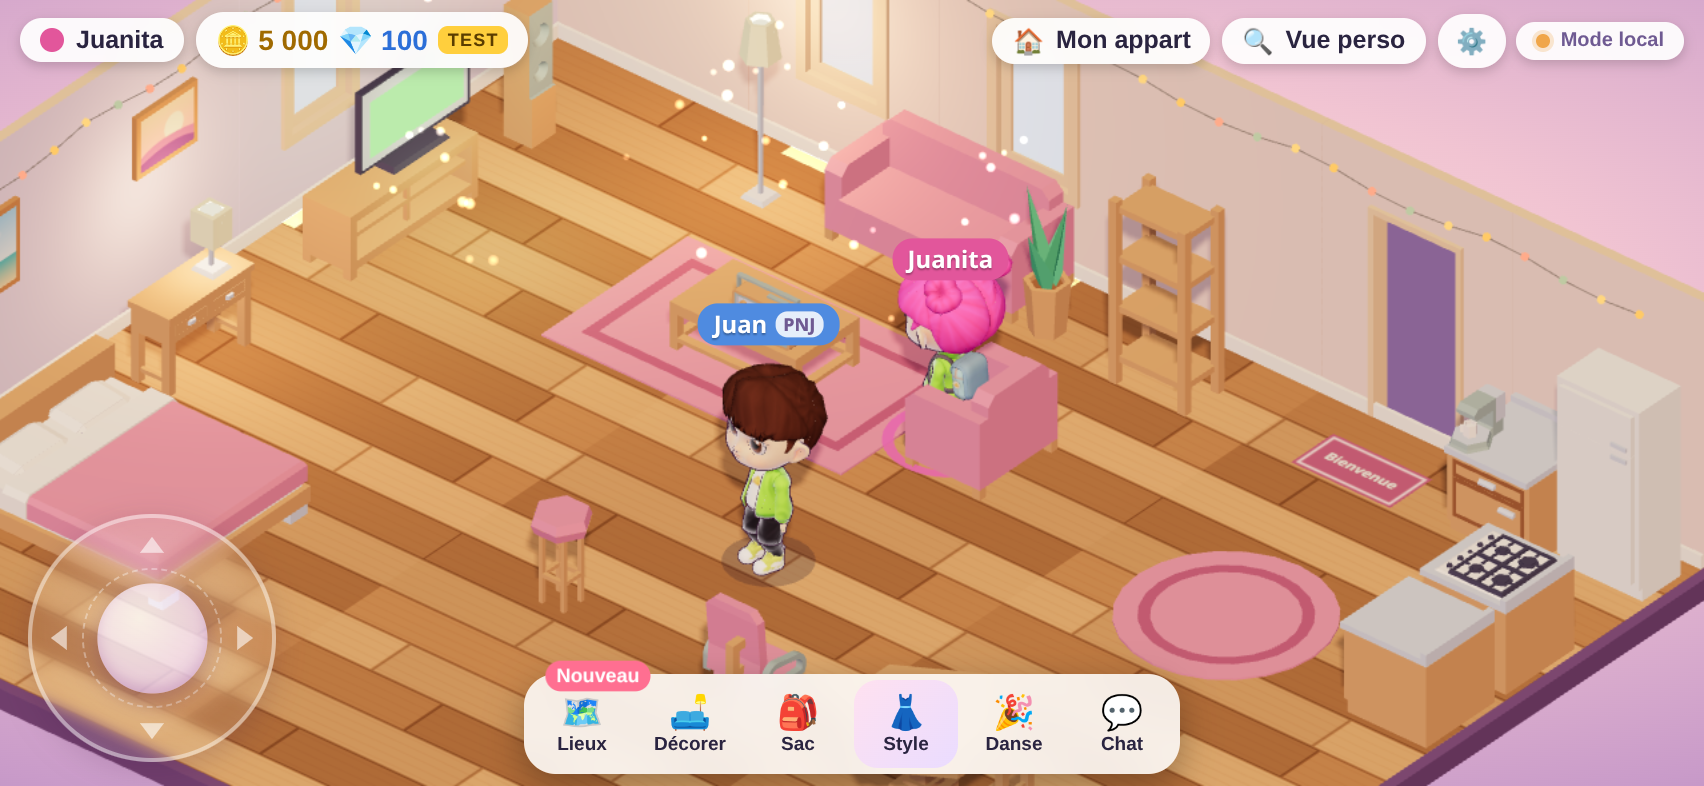 Juanita
5 000 100 TEST
Mon appart
Vue perso
Mode local
Juanita
Juan PNJ
Bienvenue
Nouveau
Lieux
Décorer
Sac
Style
Danse
Chat